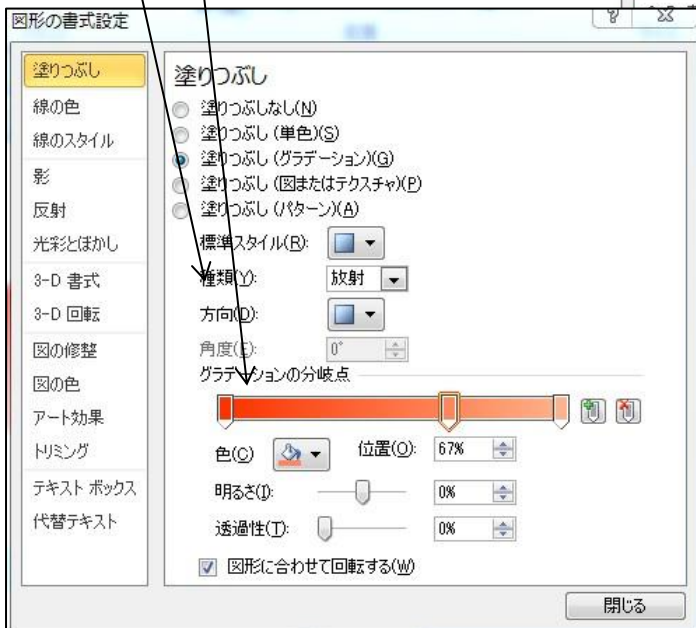 図形の書式設定
塗りつぶし
線の色
線のスタイル
影
反射
光彩とぼかし
3-D 書式
3-D 回転
図の修整
図の色
アート効果
トリミング
テキスト ボックス
代替テキスト
塗りつぶし
塗りつぶしなし(N)
塗りつぶし (単色)(S)
塗りつぶし (グラデーション)(G)
塗りつぶし (図またはテクスチャ)(P)
塗りつぶし (パターン)(A)
標準スタイル(R):
種類(Y): 放射
方向(D):
角度(E): 0°
グラデーションの分岐点
色(C) 位置(O): 67%
明るさ(I): 0%
透過性(T): 0%
図形に合わせて回転する(W)
閉じる